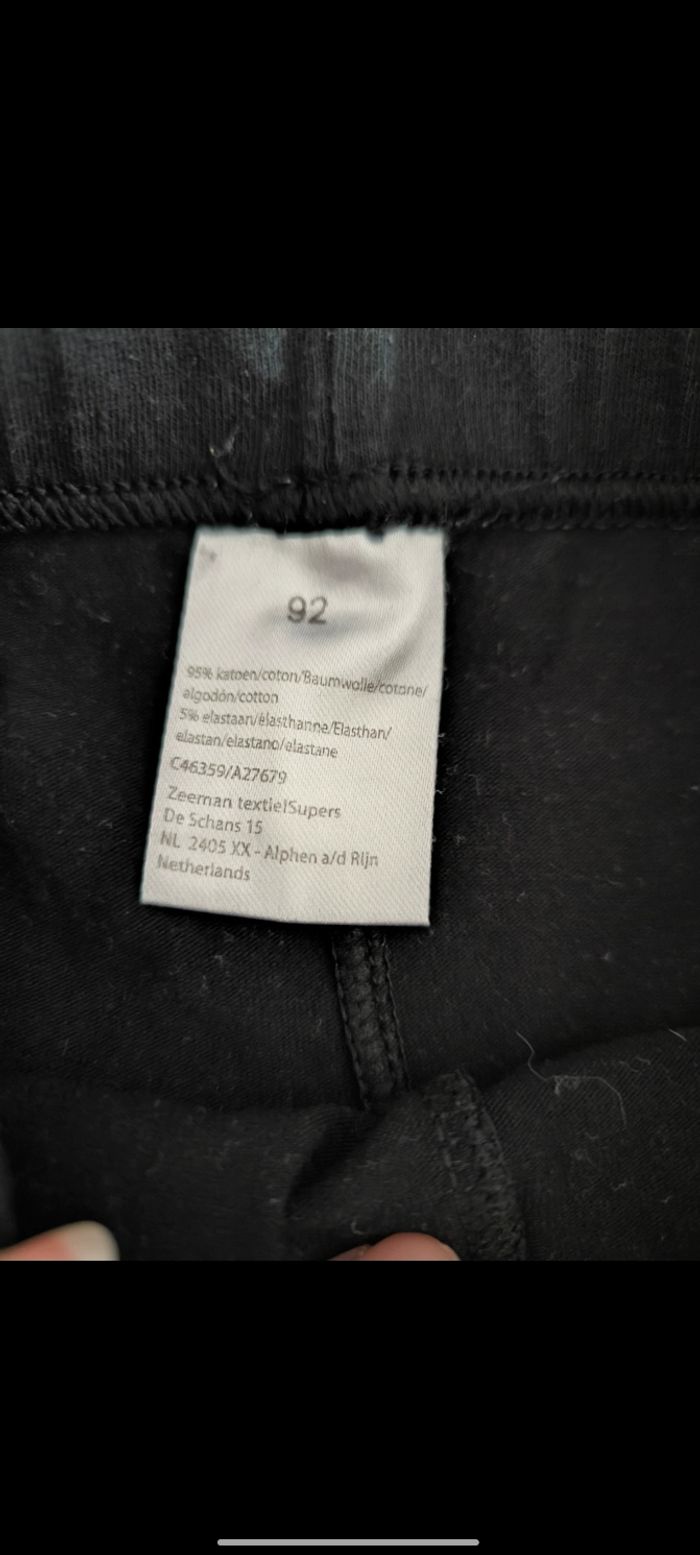 92
95% katoen/coton/Baumwolle/cotone/
algodón/cotton
5% elastaan/élasthanne/Elasthan/
elastan/elastano/elastane
C46359/A27679
Zeeman textielSupers
De Schans 15
NL 2405 XX - Alphen a/d Rijn
Netherlands